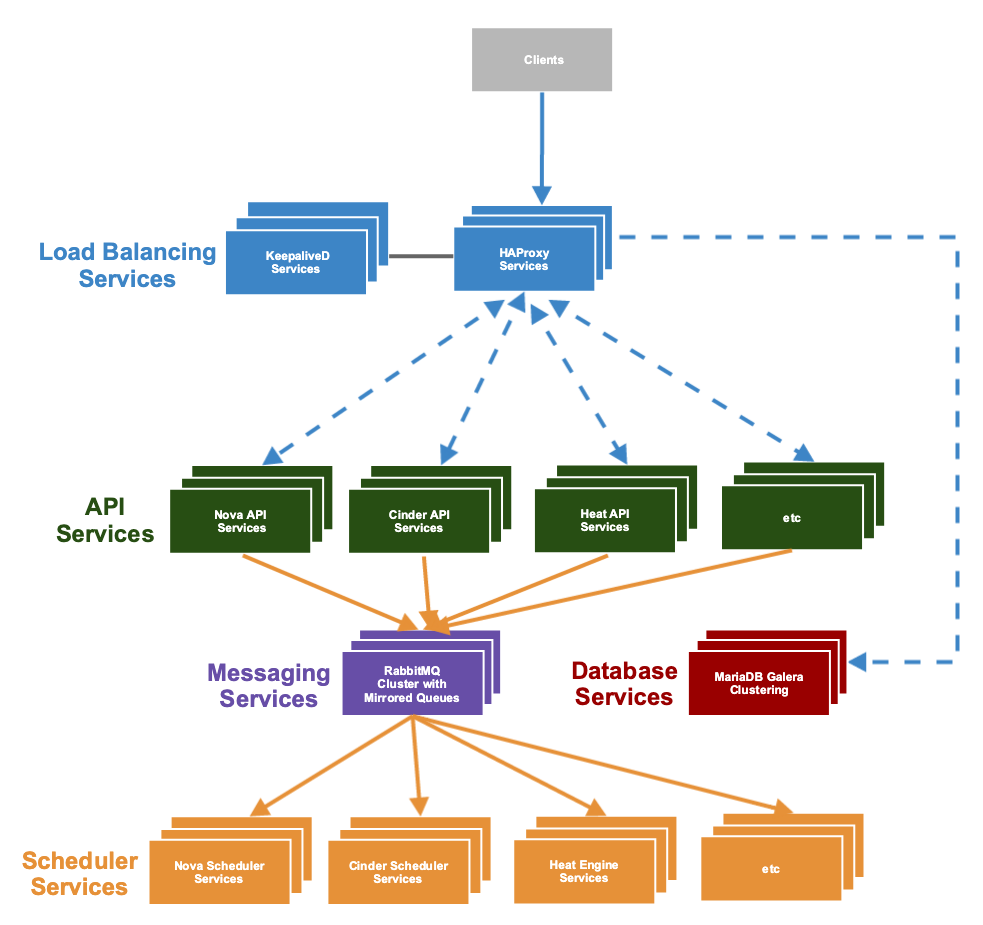 Clients
Load Balancing
Services
KeepaliveD
Services
HAProxy
Services
API
Services
Nova API
Services
Cinder API
Services
Heat API
Services
etc
Messaging
Services
RabbitMQ
Cluster with
Mirrored Queues
Database
Services
MariaDB Galera
Clustering
Scheduler
Services
Nova Scheduler
Services
Cinder Scheduler
Services
Heat Engine
Services
etc